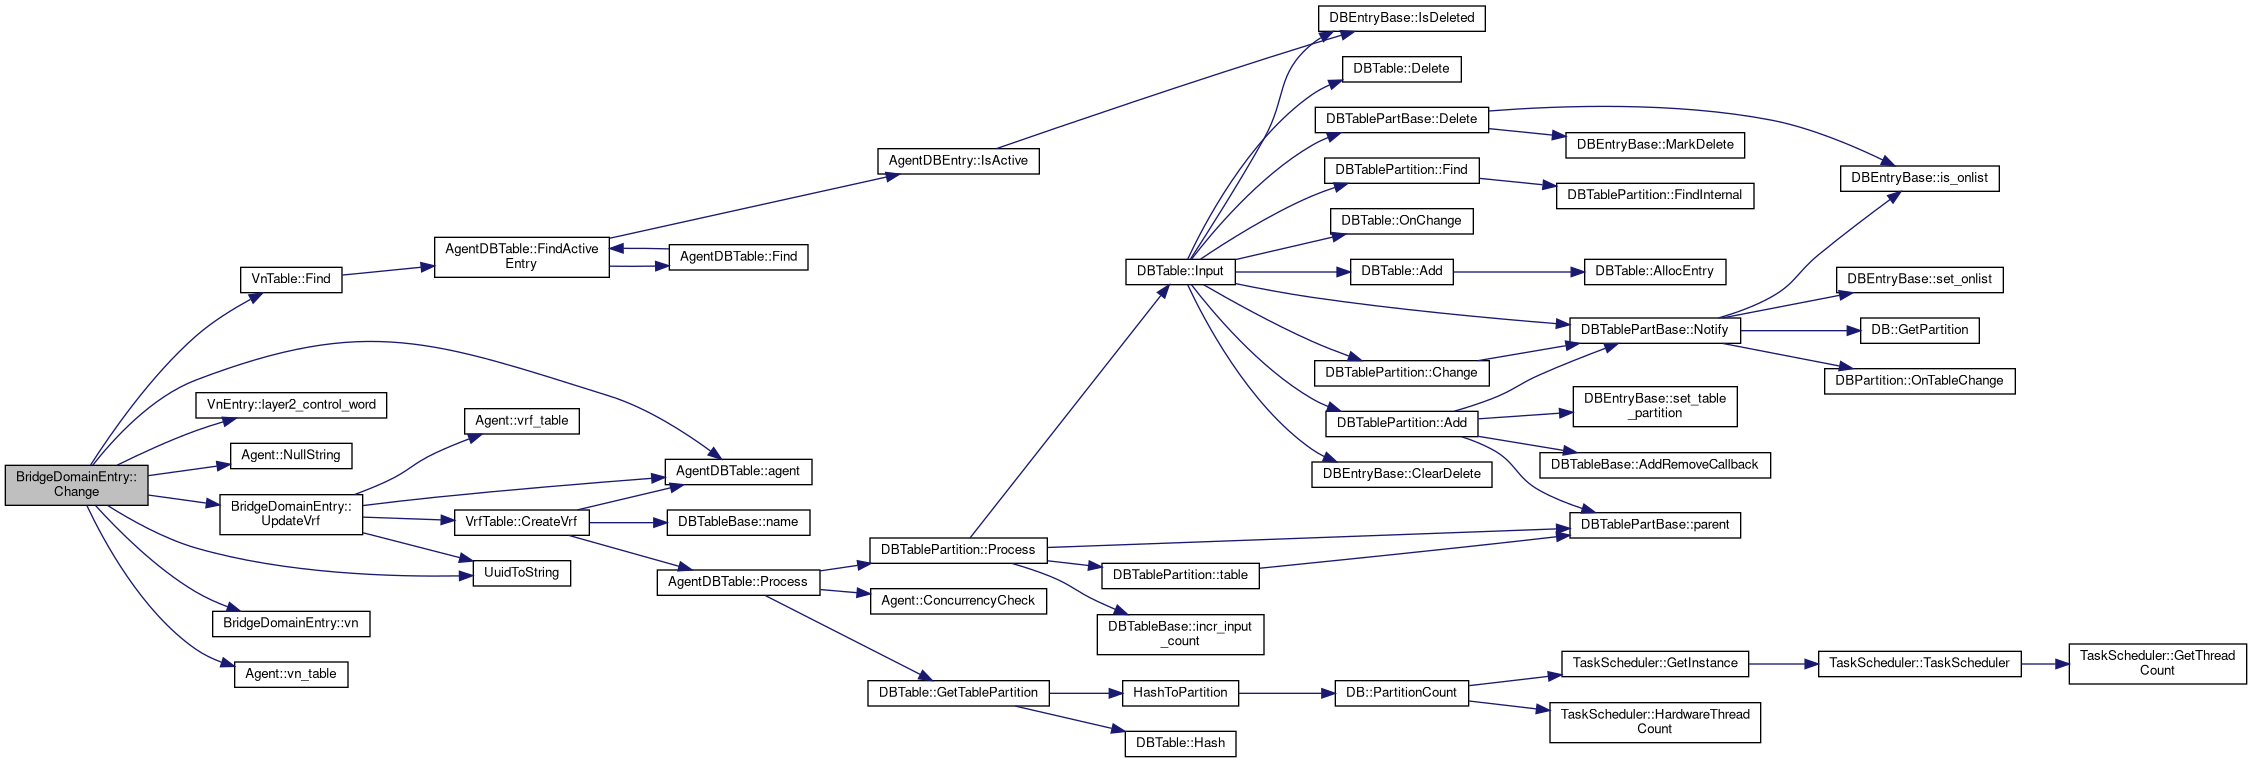 BridgeDomainEntry::
Change
VnTable::Find
VnEntry::layer2_control_word
Agent::NullString
BridgeDomainEntry::
UpdateVrf
BridgeDomainEntry::vn
Agent::vn_table
AgentDBTable::FindActive
Entry
Agent::vrf_table
VrfTable::CreateVrf
UuidToString
AgentDBTable::Find
AgentDBTable::agent
DBTableBase::name
AgentDBTable::Process
AgentDBEntry::IsActive
DBTablePartition::Process
Agent::ConcurrencyCheck
DBTable::GetTablePartition
DBTable::Input
DBTablePartition::table
DBTableBase::incr_input
_count
HashToPartition
DBTable::Hash
DBEntryBase::IsDeleted
DBTable::Delete
DBTablePartBase::Delete
DBTablePartition::Find
DBTable::OnChange
DBTable::Add
DBTablePartition::Change
DBTablePartition::Add
DBEntryBase::ClearDelete
DB::PartitionCount
DBEntryBase::MarkDelete
DBTablePartition::FindInternal
DBTable::AllocEntry
DBTablePartBase::Notify
DBEntryBase::set_table
_partition
DBTableBase::AddRemoveCallback
DBTablePartBase::parent
TaskScheduler::GetInstance
TaskScheduler::HardwareThread
Count
DBEntryBase::is_onlist
DBEntryBase::set_onlist
DB::GetPartition
DBPartition::OnTableChange
TaskScheduler::TaskScheduler
TaskScheduler::GetThread
Count